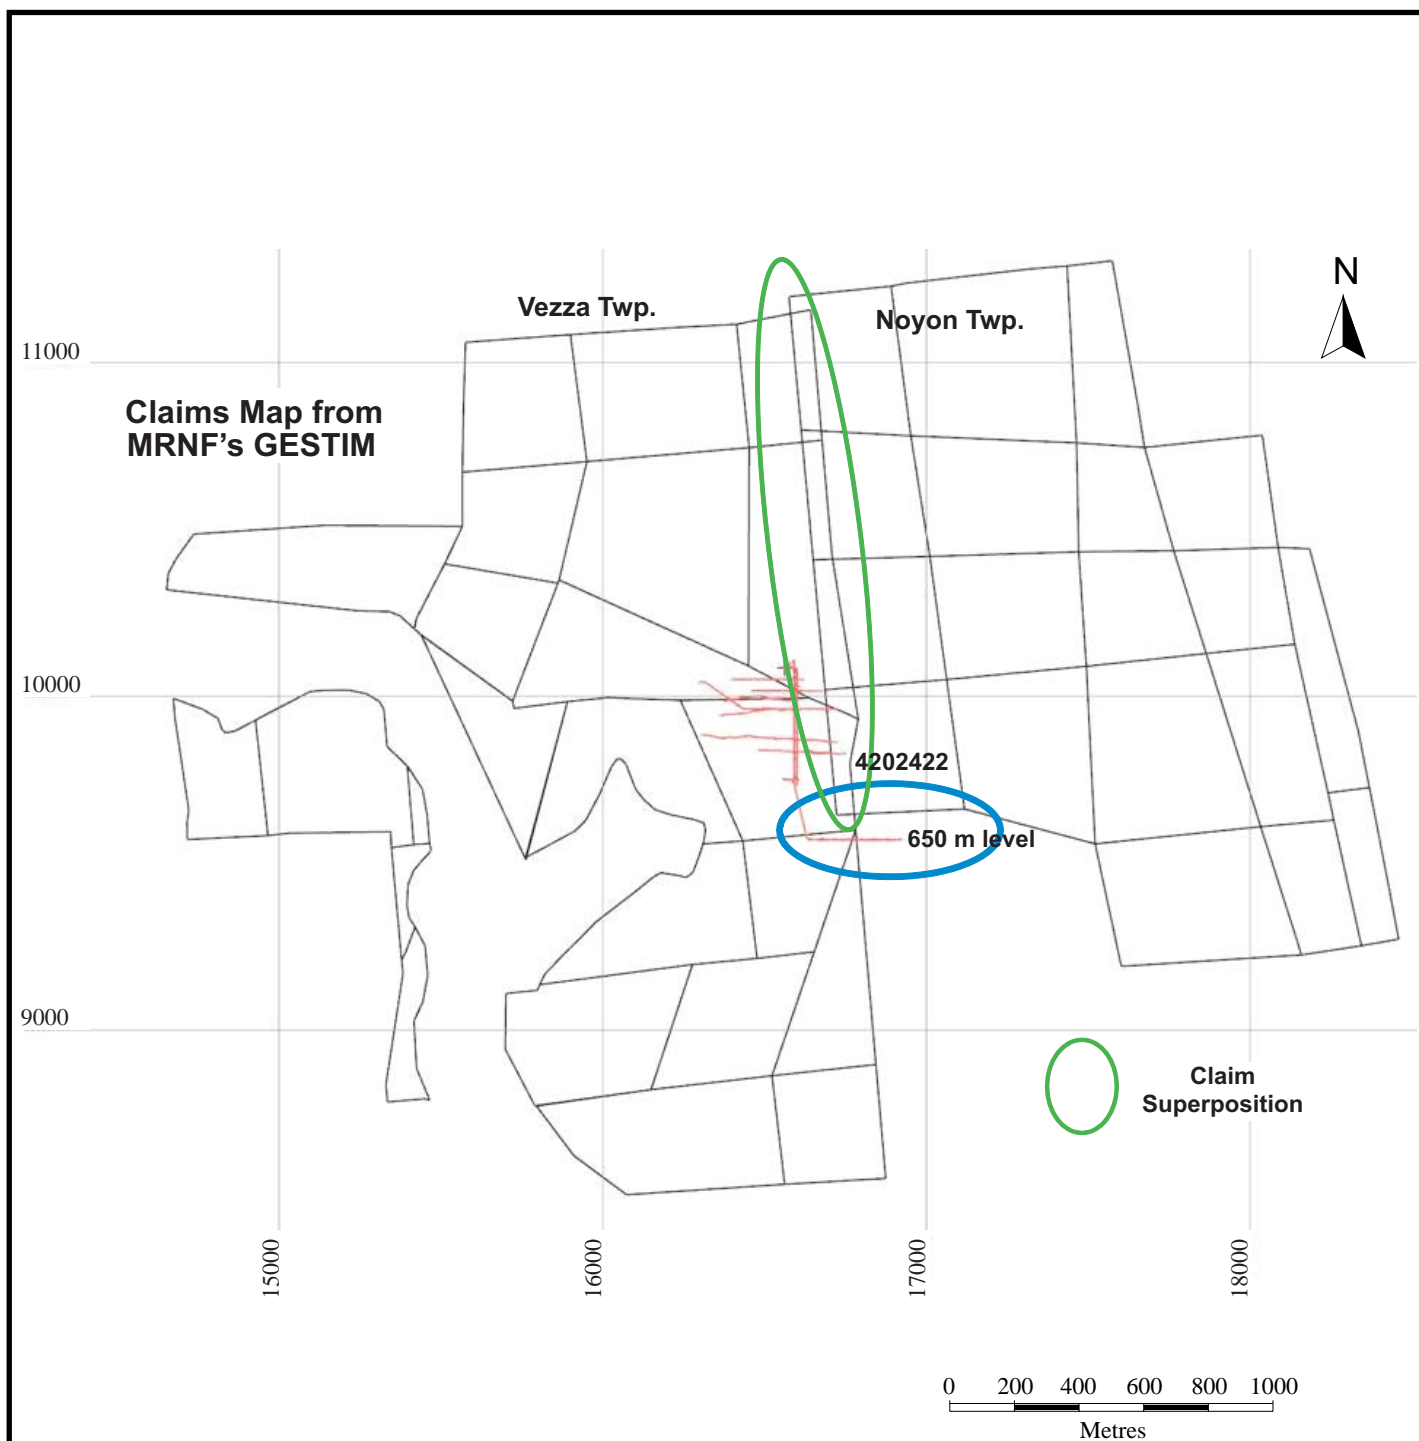 N
Vezza Twp.
Noyon Twp.
11000
Claims Map from
MRNF's GESTIM
10000
4202422
650 m level
9000
Claim
Superposition
15000
16000
17000
18000
0 200 400 600 800 1000
Metres